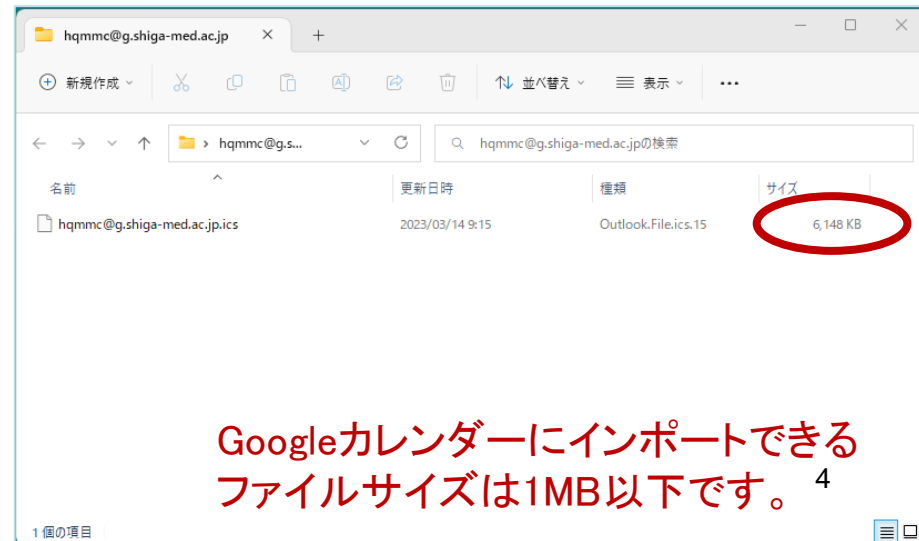 hqmmc@g.shiga-med.ac.jp
新規作成
並べ替え
表示
hqmmc@g.s...
hqmmc@g.shiga-med.ac.jpの検索
名前
更新日時
種類
サイズ
hqmmc@g.shiga-med.ac.jp.ics
2023/03/14 9:15
Outlook.File.ics.15
6,148 KB
Googleカレンダーにインポートできる
ファイルサイズは1MB以下です。
4
1 個の項目